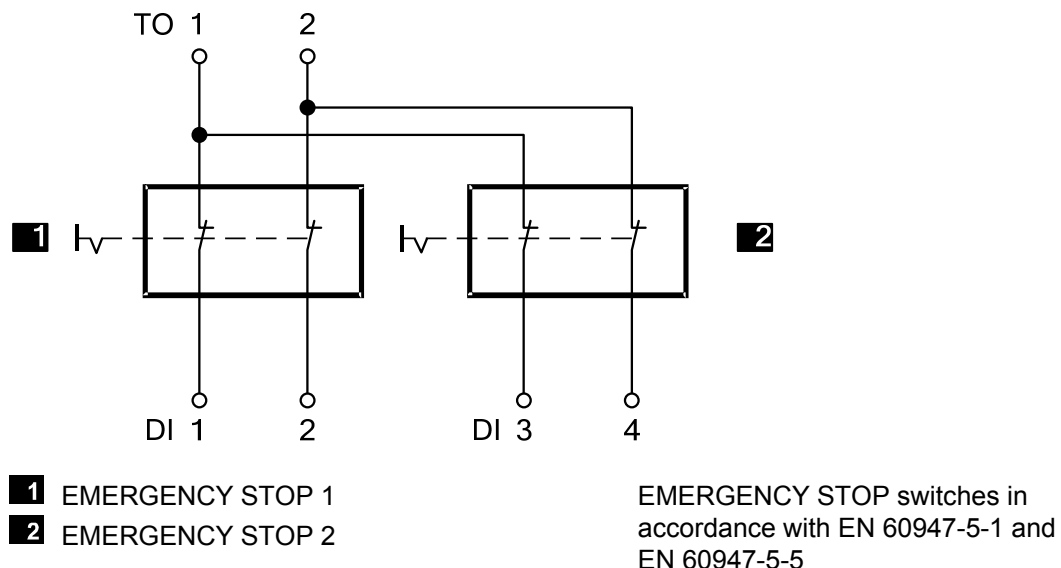 TO 1 2
1 2
DI 1 2 DI 3 4
1 EMERGENCY STOP 1
2 EMERGENCY STOP 2
EMERGENCY STOP switches in
accordance with EN 60947-5-1 and
EN 60947-5-5